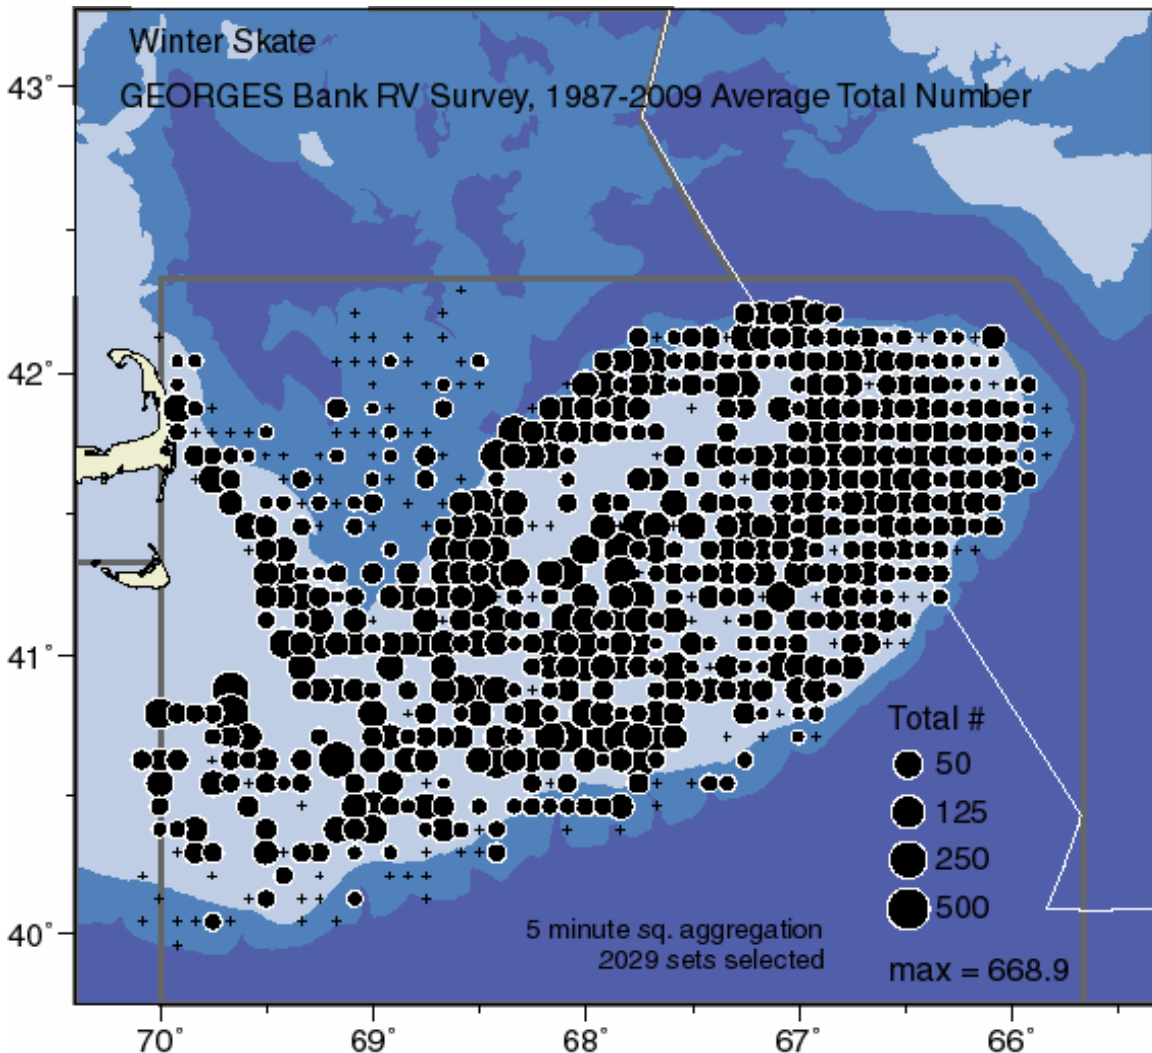 Winter Skate
GEORGES Bank RV Survey, 1987-2009 Average Total Number
43°
42°
41°
40°
Total #
50
125
250
500
5 minute sq. aggregation
2029 sets selected
max = 668.9
70° 69° 68° 67° 66°